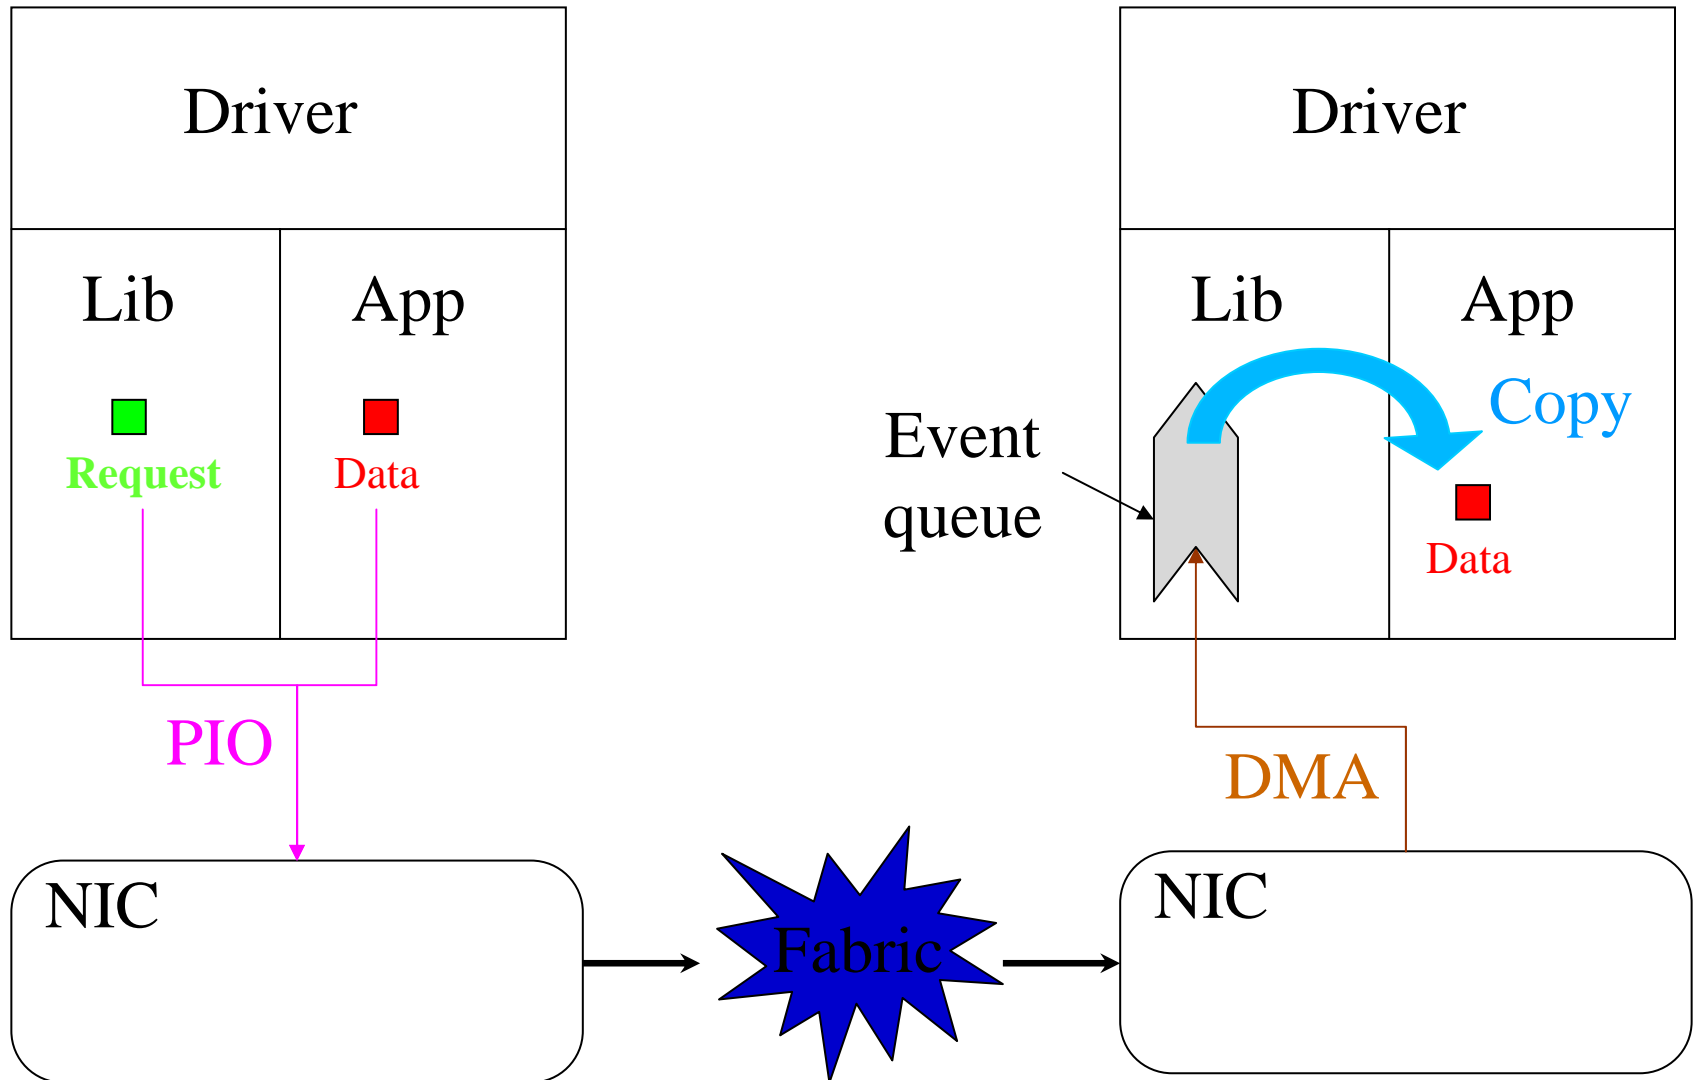 Driver
Lib
App
Request
Data
PIO
NIC
Fabric
Driver
Lib
App
Copy
Event
queue
Data
DMA
NIC